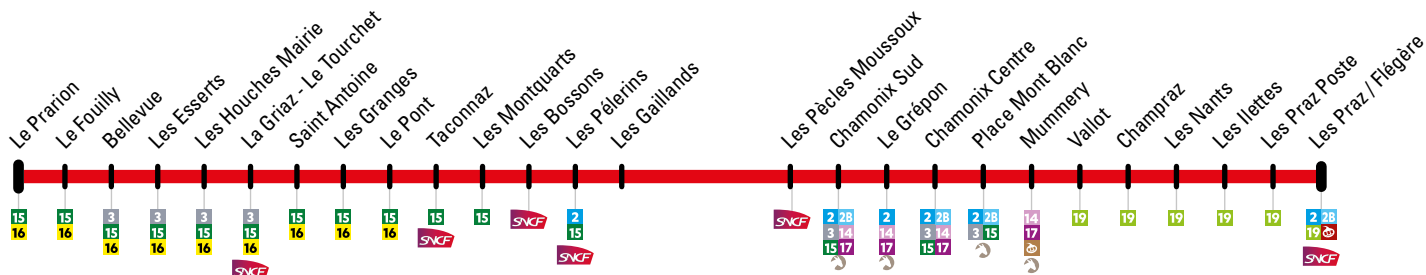 Le Prarion
Le Fouilly
Bellevue
Les Esserts
Les Houches Mairie
La Griaz - Le Tourchet
Saint Antoine
Les Granges
Le Pont
Taconnaz
Les Montquarts
Les Bossons
Les Pélerins
Les Gaillands
Les Pècles Moussoux
Chamonix Sud
Le Grépon
Chamonix Centre
Place Mont Blanc
Mummery
Vallot
Champraz
Les Nants
Les Ilettes
Les Praz Poste
Les Praz / Flégère
15
16
15
16
3
15
16
3
15
16
3
15
16
3
15
16
SNCF
15
16
15
16
15
16
15
SNCF
15
SNCF
2
15
SNCF
SNCF
2 2B
3 14
15 17
2
14
17
2 2B
3 14
15 17
2 2B
3 15
14
17
19
19
19
19
19
2 2B
19
SNCF